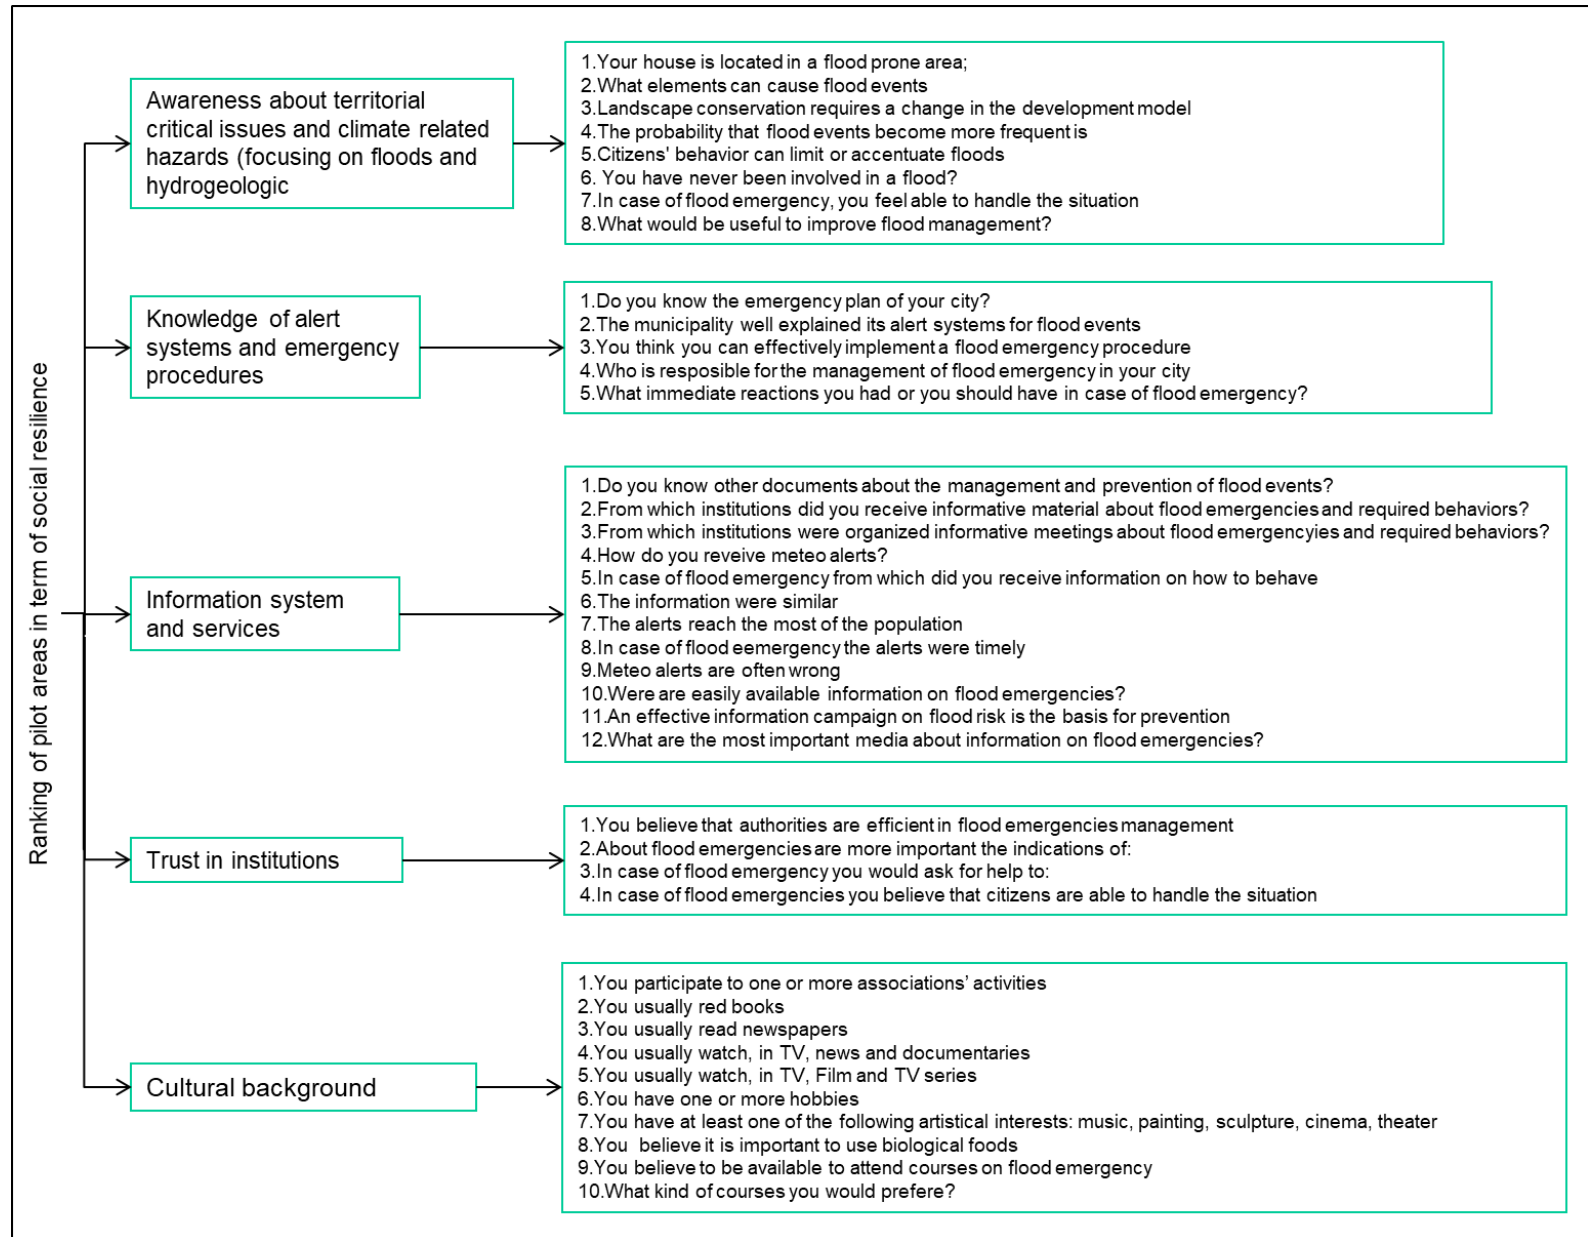 Ranking of pilot areas in term of social resilience
Awareness about territorial
critical issues and climate related
hazards (focusing on floods and
hydrogeologic
1.Your house is located in a flood prone area;
2.What elements can cause flood events
3.Landscape conservation requires a change in the development model
4.The probability that flood events become more frequent is
5.Citizens' behavior can limit or accentuate floods
6. You have never been involved in a flood?
7.In case of flood emergency, you feel able to handle the situation
8.What would be useful to improve flood management?
Knowledge of alert
systems and emergency
procedures
1.Do you know the emergency plan of your city?
2.The municipality well explained its alert systems for flood events
3.You think you can effectively implement a flood emergency procedure
4.Who is resposible for the management of flood emergency in your city
5.What immediate reactions you had or you should have in case of flood emergency?
Information system
and services
1.Do you know other documents about the management and prevention of flood events?
2.From which institutions did you receive informative material about flood emergencies and required behaviors?
3.From which institutions were organized informative meetings about flood emergencyies and required behaviors?
4.How do you reveive meteo alerts?
5.In case of flood emergency from which did you receive information on how to behave
6.The information were similar
7.The alerts reach the most of the population
8.In case of flood eemergency the alerts were timely
9.Meteo alerts are often wrong
10.Were are easily available information on flood emergencies?
11.An effective information campaign on flood risk is the basis for prevention
12.What are the most important media about information on flood emergencies?
Trust in institutions
1.You believe that authorities are efficient in flood emergencies management
2.About flood emergencies are more important the indications of:
3.In case of flood emergency you would ask for help to:
4.In case of flood emergencies you believe that citizens are able to handle the situation
Cultural background
1.You participate to one or more associations’ activities
2.You usually red books
3.You usually read newspapers
4.You usually watch, in TV, news and documentaries
5.You usually watch, in TV, Film and TV series
6.You have one or more hobbies
7.You have at least one of the following artistical interests: music, painting, sculpture, cinema, theater
8.You believe it is important to use biological foods
9.You believe to be available to attend courses on flood emergency
10.What kind of courses you would prefere?